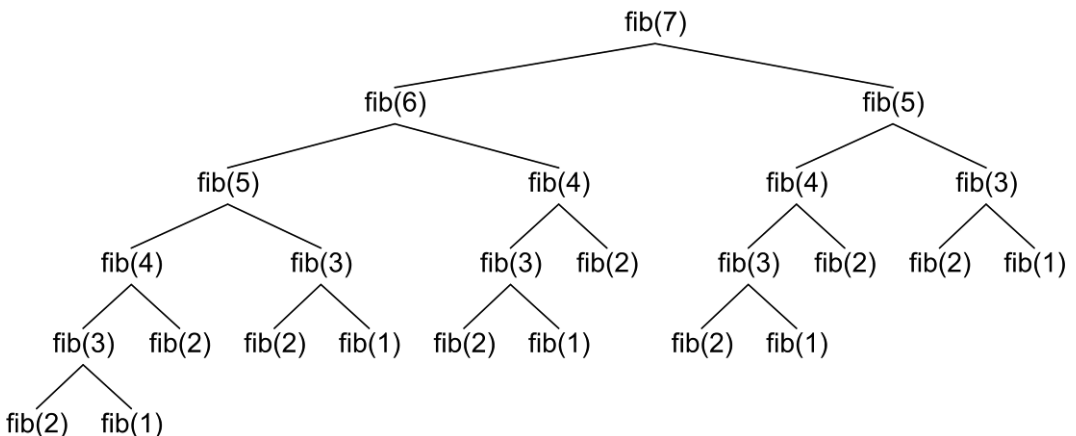 fib(7)
fib(6) fib(5)
fib(5) fib(4) fib(4) fib(3)
fib(4) fib(3) fib(3) fib(2) fib(3) fib(2) fib(2) fib(1)
fib(3) fib(2) fib(2) fib(1) fib(2) fib(1) fib(2) fib(1)
fib(2) fib(1)